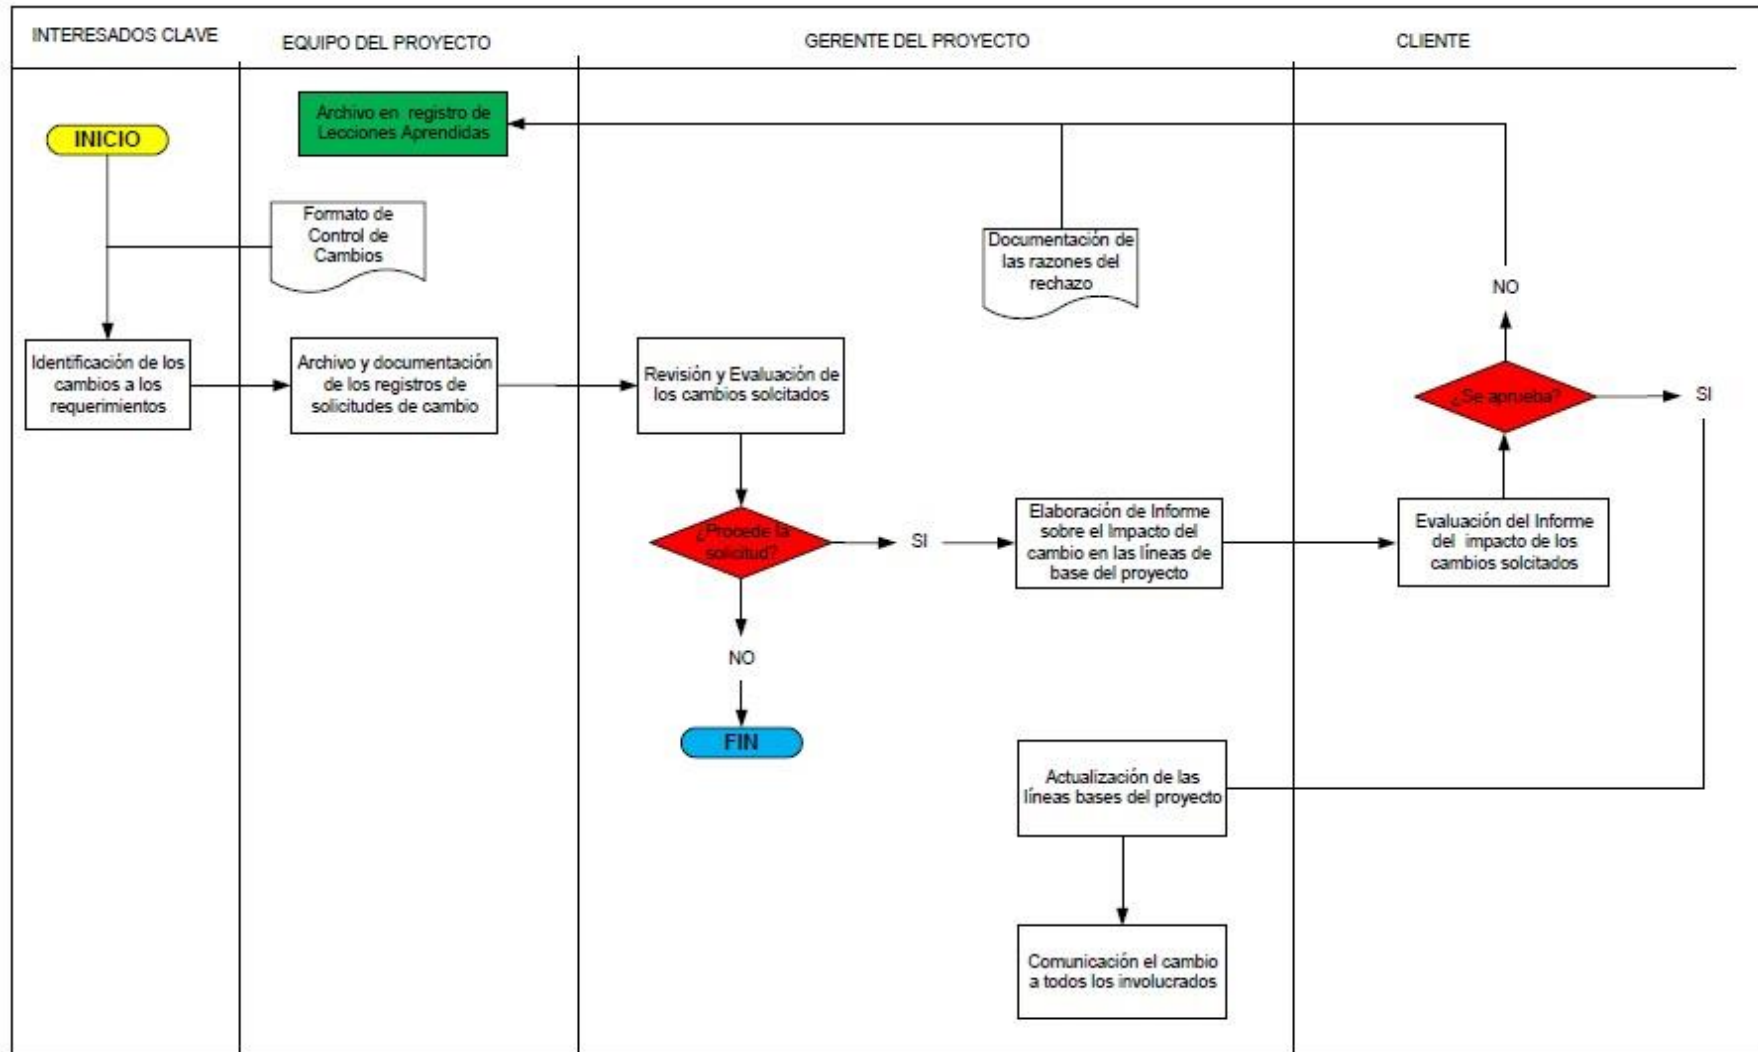 INTERESADOS CLAVE
EQUIPO DEL PROYECTO
GERENTE DEL PROYECTO
CLIENTE
INICIO
Archivo en registro de
Lecciones Aprendidas
Formato de
Control de
Cambios
Documentación de
las razones del
rechazo
NO
Identificación de los
cambios a los
requerimientos
Archivo y documentación
de los registros de
solicitudes de cambio
Revisión y Evaluación de
los cambios solcitados
¿Se aprueba?
SI
¿Procede la
solicitud?
SI
Elaboración de Informe
sobre el Impacto del
cambio en las líneas de
base del proyecto
Evaluación del Informe
del impacto de los
cambios solcitados
NO
FIN
Actualización de las
líneas bases del proyecto
Comunicación el cambio
a todos los involucrados